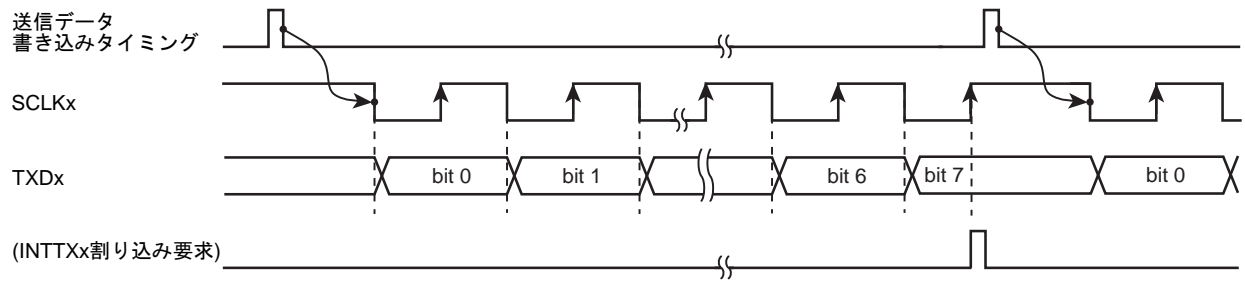 送信データ
書き込みタイミング
SCLKx
TXDx
bit 0
bit 1
bit 6
bit 7
bit 0
(INTTXx割り込み要求)